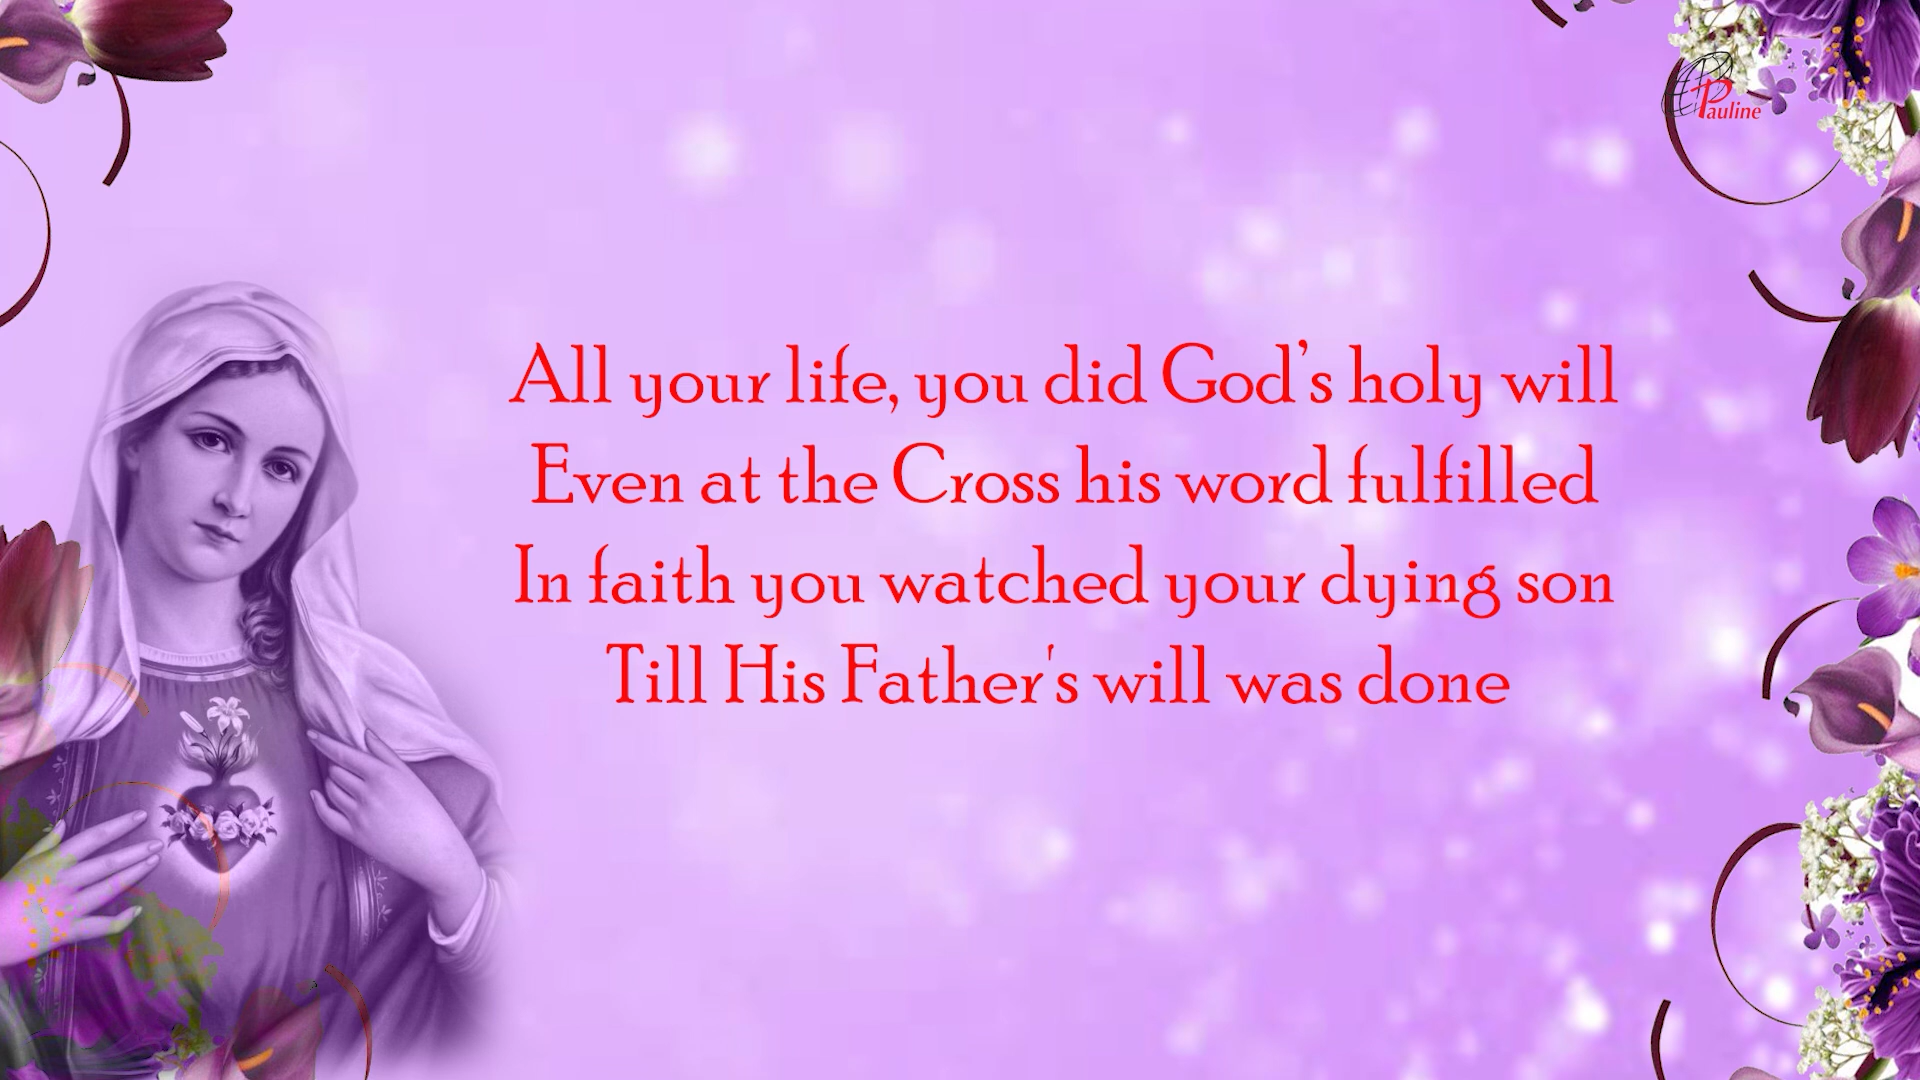 Pauline
All your life, you did God’s holy will
Even at the Cross his word fulfilled
In faith you watched your dying son
Till His Father's will was done